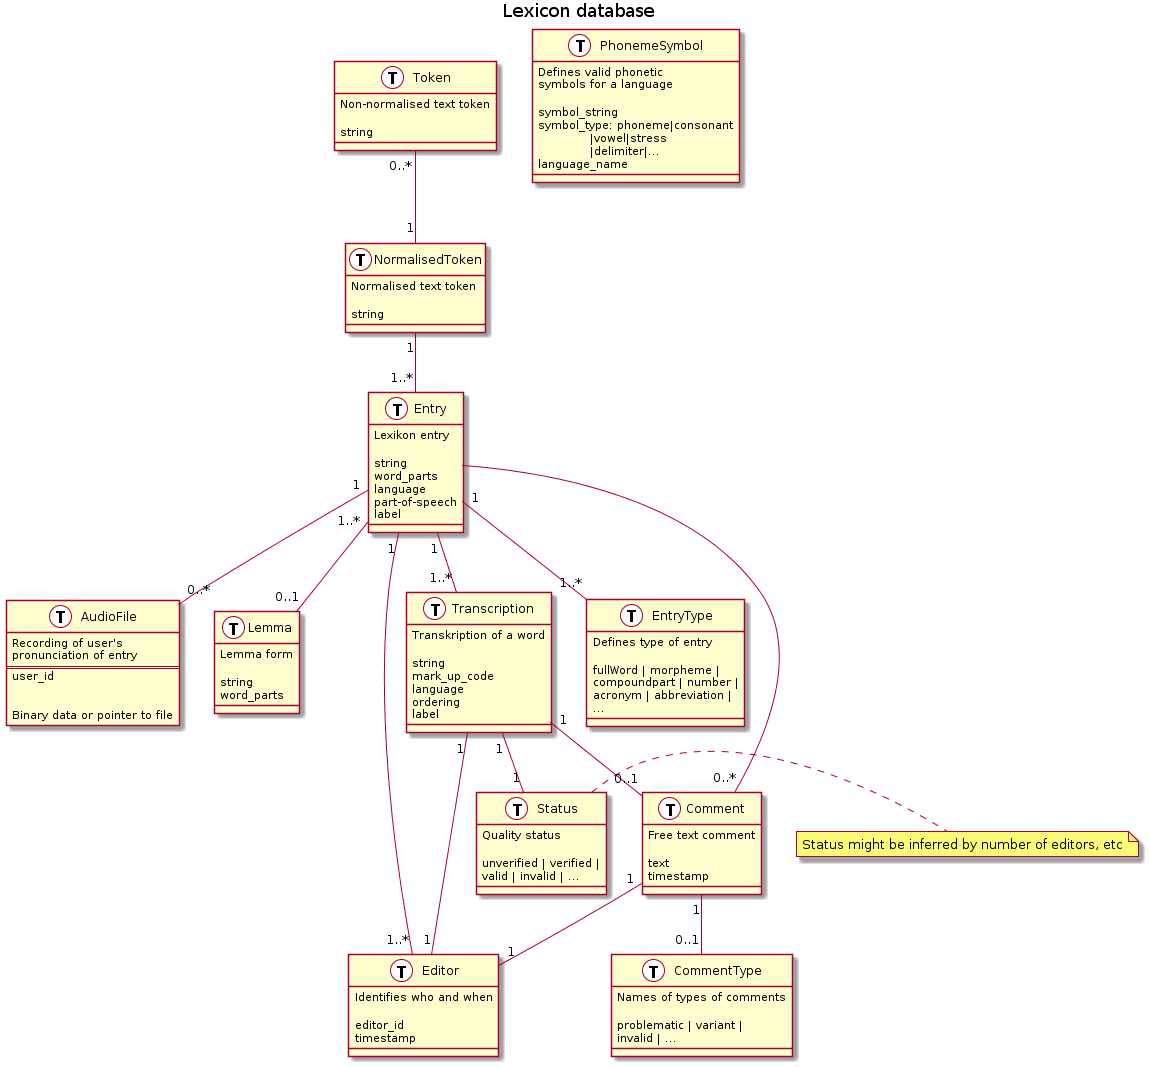 Lexicon database
T PhonemeSymbol
Defines valid phonetic
symbols for a language
symbol_string
symbol_type: phoneme|consonant
|vowel|stress
|delimiter|...
language_name
T Token
Non-normalised text token
string
0..*
1
T NormalisedToken
Normalised text token
string
1
1..*
T Entry
Lexikon entry
string
word_parts
language
part-of-speech
label
1
1
1..*
1
1
0..*
0..1
1..*
1..*
T AudioFile
Recording of user's
pronunciation of entry
user_id
Binary data or pointer to file
T Lemma
Lemma form
string
word_parts
T Transcription
Transkription of a word
string
mark_up_code
language
ordering
label
T EntryType
Defines type of entry
fullWord | morpheme |
compoundpart | number |
acronym | abbreviation |
...
1
1
1
1
0..1
0..*
T Status
Quality status
unverified | verified |
valid | invalid | ...
T Comment
Free text comment
text
timestamp
Status might be inferred by number of editors, etc
1
1
1..*
1
1
0..1
T Editor
Identifies who and when
editor_id
timestamp
T CommentType
Names of types of comments
problematic | variant |
invalid | ...